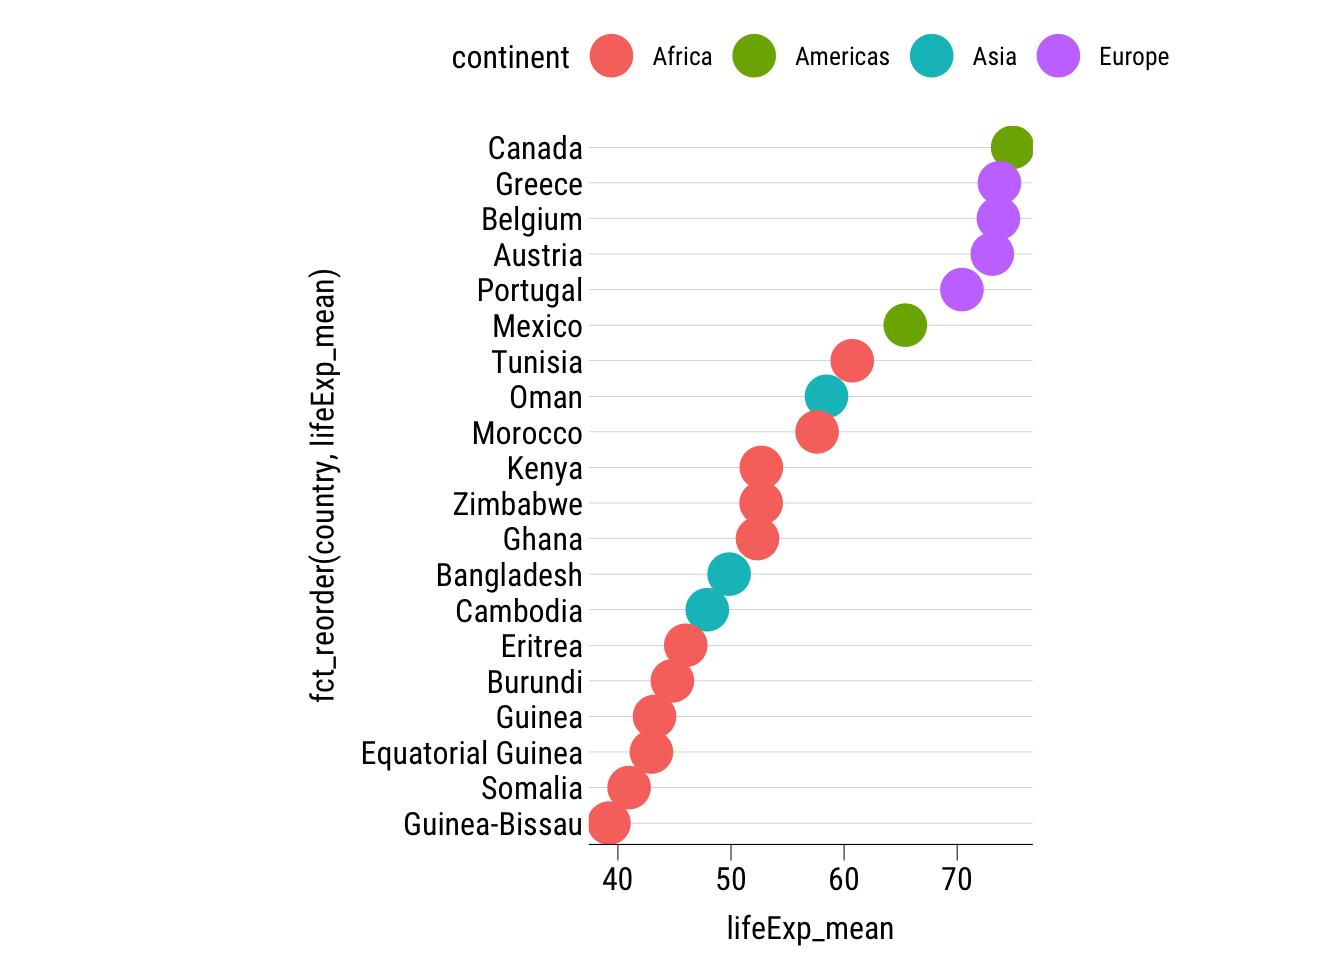 continent Africa Americas Asia Europe
Canada
Greece
Belgium
Austria
Portugal
Mexico
Tunisia
Oman
Morocco
Kenya
Zimbabwe
Ghana
Bangladesh
Cambodia
Eritrea
Burundi
Guinea
Equatorial Guinea
Somalia
Guinea-Bissau
fct_reorder(country, lifeExp_mean)
40 50 60 70
lifeExp_mean